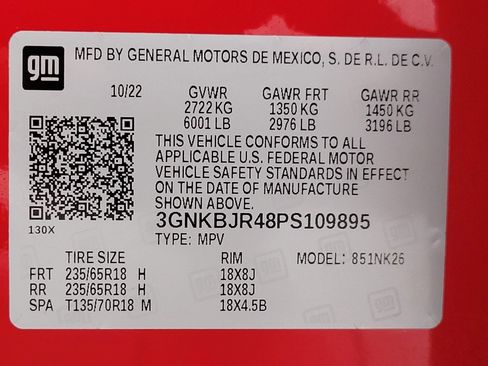 gm
MFD BY GENERAL MOTORS DE MEXICO, S. DE R.L. DE C.V.
10/22 GVWR GAWR FRT GAWR RR
2722 KG 1350 KG 1450 KG
6001 LB 2976 LB 3196 LB
THIS VEHICLE CONFORMS TO ALL
APPLICABLE U.S. FEDERAL MOTOR
VEHICLE SAFETY STANDARDS IN EFFECT
ON THE DATE OF MANUFACTURE
SHOWN ABOVE.
3GNKBJR48PS109895
130X
TYPE: MPV
TIRE SIZE RIM MODEL: 851NK26
FRT 235/65R18 H 18X8J
RR 235/65R18 H 18X8J
SPA T135/70R18 M 18X4.5B